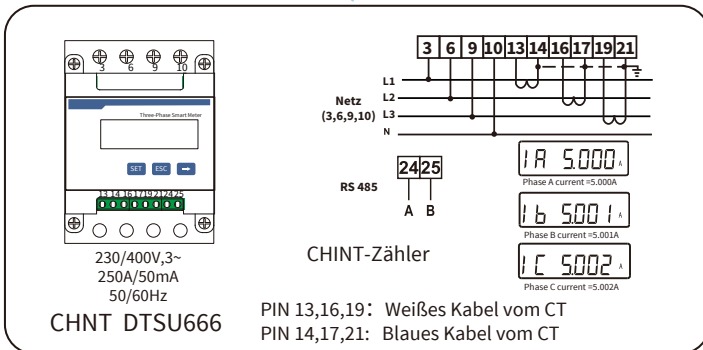 3 6 9 10
Three-Phase Smart Meter
SET ESC →
13 14 16 17 19 21 24 25
230/400V,3~
250A/50mA
50/60Hz
CHNT DTSU666
3 6 9 10 13 14 16 17 19 21
L1
L2
L3
N
Netz
(3,6,9,10)
24 25
RS 485
A B
CHINT-Zähler
IA 5.000 A
Phase A current =5.000A
Ib 5.001 A
Phase B current =5.001A
IC 5.002 A
Phase C current =5.002A
PIN 13,16,19: Weißes Kabel vom CT
PIN 14,17,21: Blaues Kabel vom CT